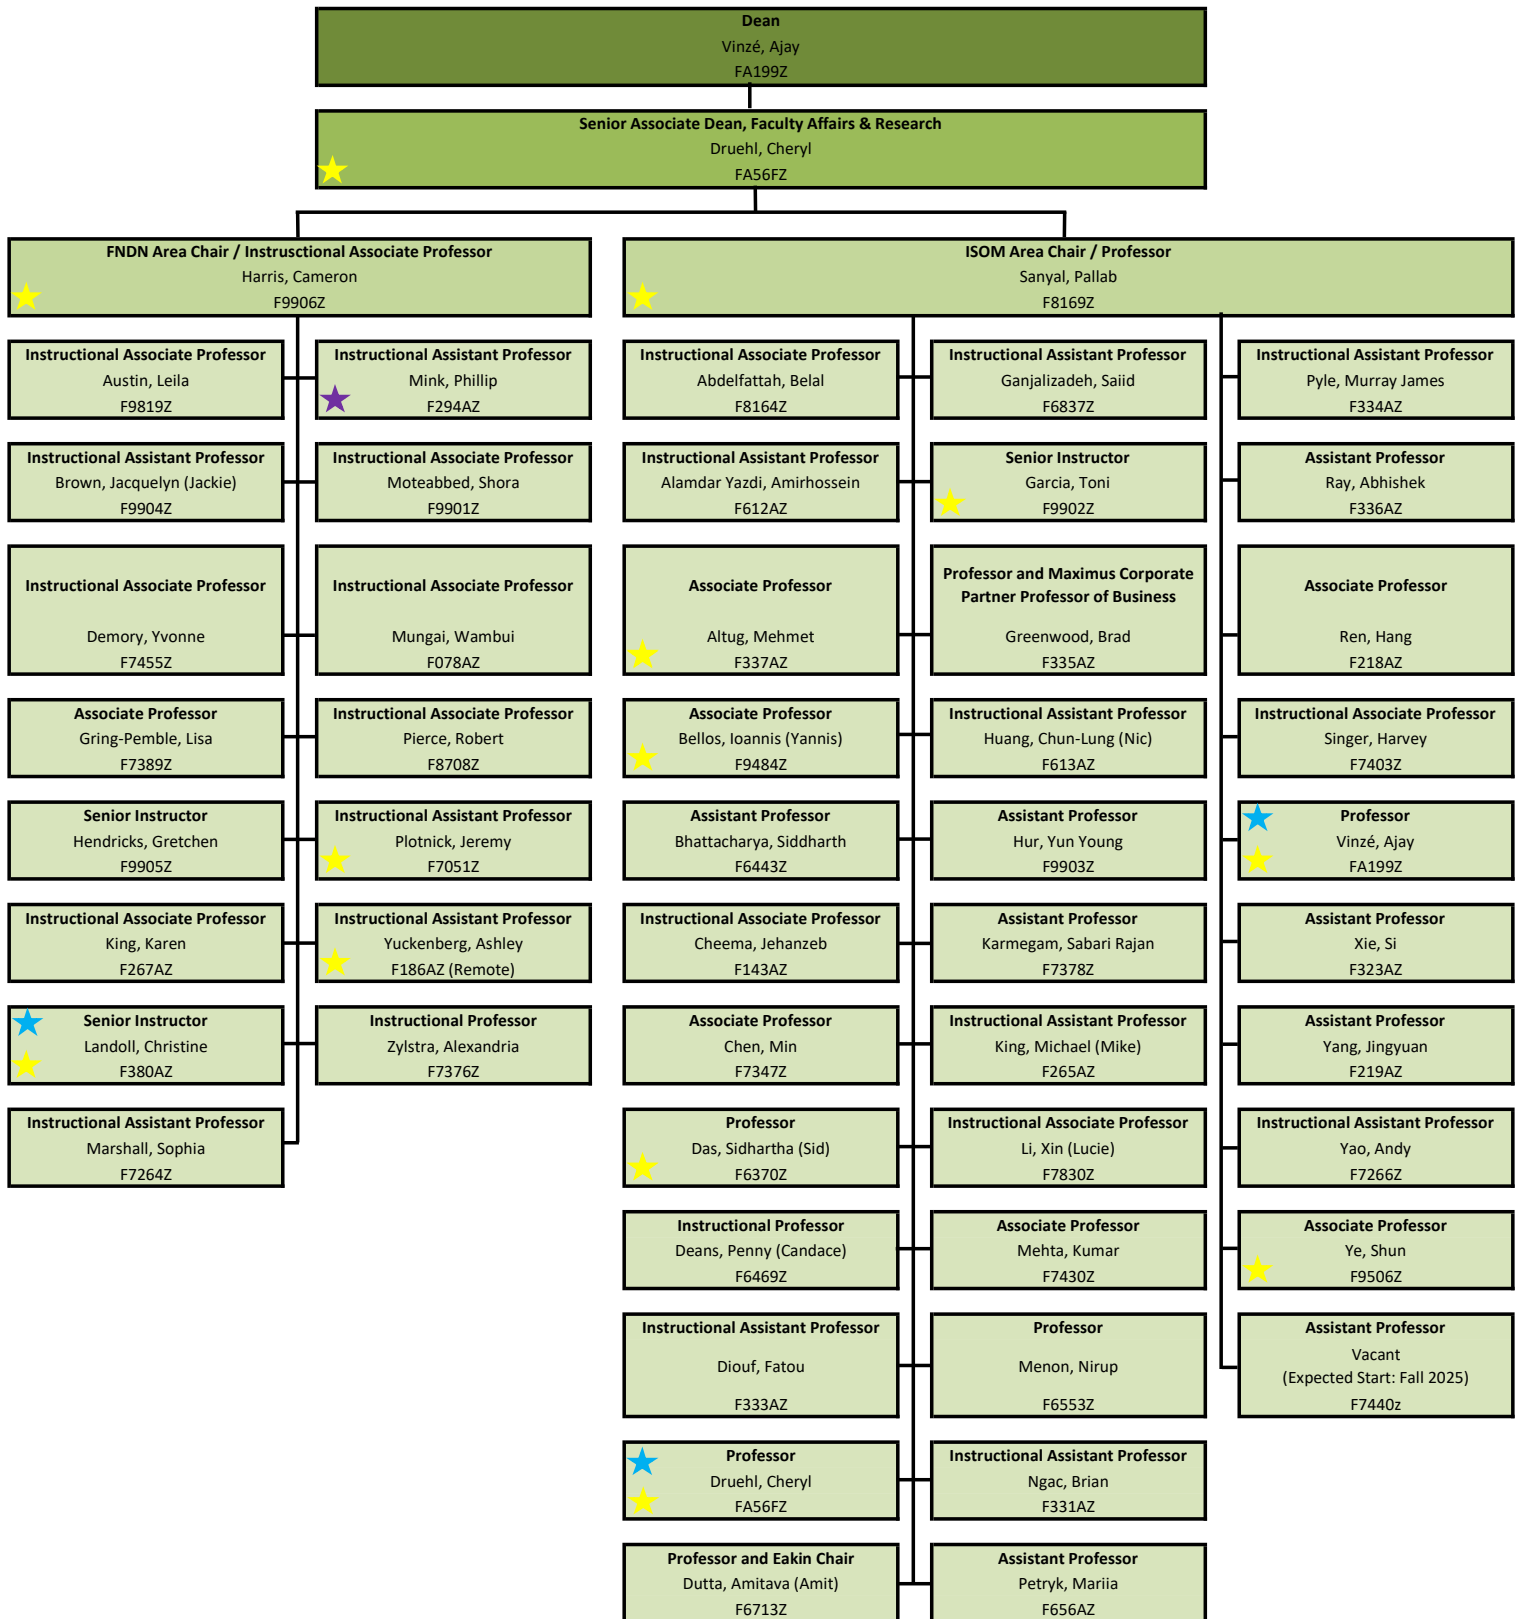 Dean
Vinzé, Ajay
FA199Z
Senior Associate Dean, Faculty Affairs & Research
Druehl, Cheryl
FA56FZ
FNDN Area Chair / Instrusctional Associate Professor
Harris, Cameron
F9906Z
ISOM Area Chair / Professor
Sanyal, Pallab
F8169Z
Instructional Associate Professor
Austin, Leila
F9819Z
Instructional Assistant Professor
Mink, Phillip
F294AZ
Instructional Associate Professor
Abdelfattah, Belal
F8164Z
Instructional Assistant Professor
Ganjalizadeh, Saiid
F6837Z
Instructional Assistant Professor
Pyle, Murray James
F334AZ
Instructional Assistant Professor
Brown, Jacquelyn (Jackie)
F9904Z
Instructional Associate Professor
Moteabbed, Shora
F9901Z
Instructional Assistant Professor
Alamdar Yazdi, Amirhossein
F612AZ
Senior Instructor
Garcia, Toni
F9902Z
Assistant Professor
Ray, Abhishek
F336AZ
Instructional Associate Professor
Demory, Yvonne
F7455Z
Instructional Associate Professor
Mungai, Wambui
F078AZ
Associate Professor
Altug, Mehmet
F337AZ
Professor and Maximus Corporate
Partner Professor of Business
Greenwood, Brad
F335AZ
Associate Professor
Ren, Hang
F218AZ
Associate Professor
Gring-Pemble, Lisa
F7389Z
Instructional Associate Professor
Pierce, Robert
F8708Z
Associate Professor
Bellos, Ioannis (Yannis)
F9484Z
Instructional Assistant Professor
Huang, Chun-Lung (Nic)
F613AZ
Instructional Associate Professor
Singer, Harvey
F7403Z
Senior Instructor
Hendricks, Gretchen
F9905Z
Instructional Assistant Professor
Plotnick, Jeremy
F7051Z
Assistant Professor
Bhattacharya, Siddharth
F6443Z
Assistant Professor
Hur, Yun Young
F9903Z
Professor
Vinzé, Ajay
FA199Z
Instructional Associate Professor
King, Karen
F267AZ
Instructional Assistant Professor
Yuckenberg, Ashley
F186AZ (Remote)
Instructional Associate Professor
Cheema, Jehanzeb
F143AZ
Assistant Professor
Karmegam, Sabari Rajan
F7378Z
Assistant Professor
Xie, Si
F323AZ
Senior Instructor
Landoll, Christine
F380AZ
Instructional Professor
Zylstra, Alexandria
F7376Z
Associate Professor
Chen, Min
F7347Z
Instructional Assistant Professor
King, Michael (Mike)
F265AZ
Assistant Professor
Yang, Jingyuan
F219AZ
Instructional Assistant Professor
Marshall, Sophia
F7264Z
Professor
Das, Sidhartha (Sid)
F6370Z
Instructional Associate Professor
Li, Xin (Lucie)
F7830Z
Instructional Assistant Professor
Yao, Andy
F7266Z
Instructional Professor
Deans, Penny (Candace)
F6469Z
Associate Professor
Mehta, Kumar
F7430Z
Associate Professor
Ye, Shun
F9506Z
Instructional Assistant Professor
Diouf, Fatou
F333AZ
Professor
Menon, Nirup
F6553Z
Assistant Professor
Vacant
(Expected Start: Fall 2025)
F7440z
Professor
Druehl, Cheryl
FA56FZ
Instructional Assistant Professor
Ngac, Brian
F331AZ
Professor and Eakin Chair
Dutta, Amitava (Amit)
F6713Z
Assistant Professor
Petryk, Mariia
F656AZ